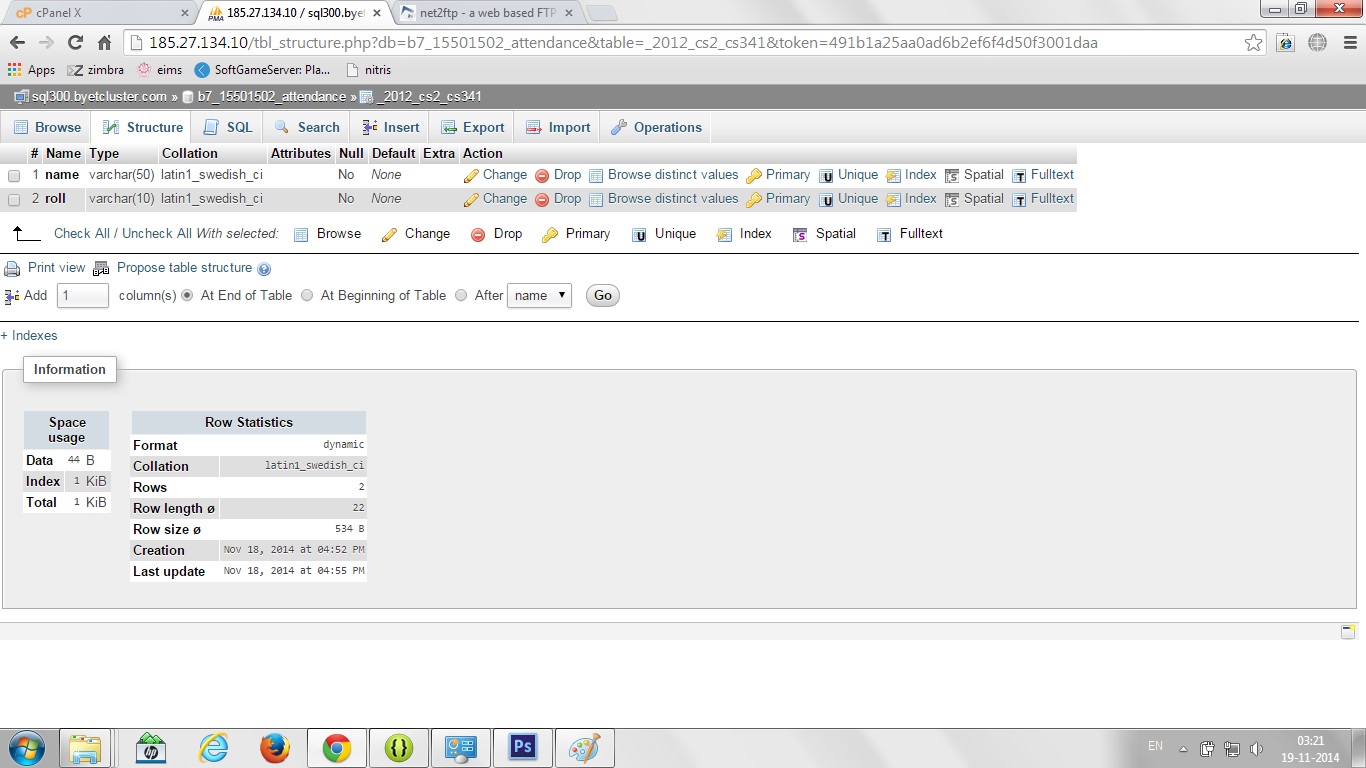 cPanel X
185.27.134.10 / sql300.byet
net2ftp - a web based FTP
185.27.134.10/tbl_structure.php?db=b7_15501502_attendance&table=_2012_cs2_cs341&token=491b1a25aa0ad6b2ef6f4d50f3001daa
Apps zimbra eims SoftGameServer: Pla... nitris
sql300.byetcluster.com » b7_15501502_attendance » _2012_cs2_cs341
Browse Structure SQL Search Insert Export Import Operations
# Name Type Collation Attributes Null Default Extra Action
1 name varchar(50) latin1_swedish_ci No None Change Drop Browse distinct values Primary Unique Index Spatial Fulltext
2 roll varchar(10) latin1_swedish_ci No None Change Drop Browse distinct values Primary Unique Index Spatial Fulltext
Check All / Uncheck All With selected: Browse Change Drop Primary Unique Index Spatial Fulltext
Print view Propose table structure
Add 1 column(s) At End of Table At Beginning of Table After name Go
+ Indexes
Information
Space usage
Data 44 B
Index 1 KiB
Total 1 KiB
Row Statistics
Format dynamic
Collation latin1_swedish_ci
Rows 2
Row length ø 22
Row size ø 534 B
Creation Nov 18, 2014 at 04:52 PM
Last update Nov 18, 2014 at 04:55 PM
EN
03:21
19-11-2014